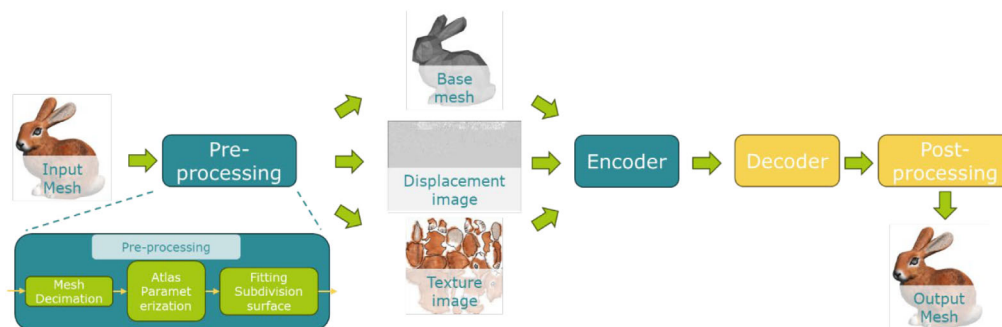 Input
Mesh
Pre-
processing
Base
mesh
Displacement
image
Texture
image
Encoder
Decoder
Post-
processing
Output
Mesh
Pre-processing
Mesh
Decimation
Atlas
Paramet
erization
Fitting
Subdivision
surface